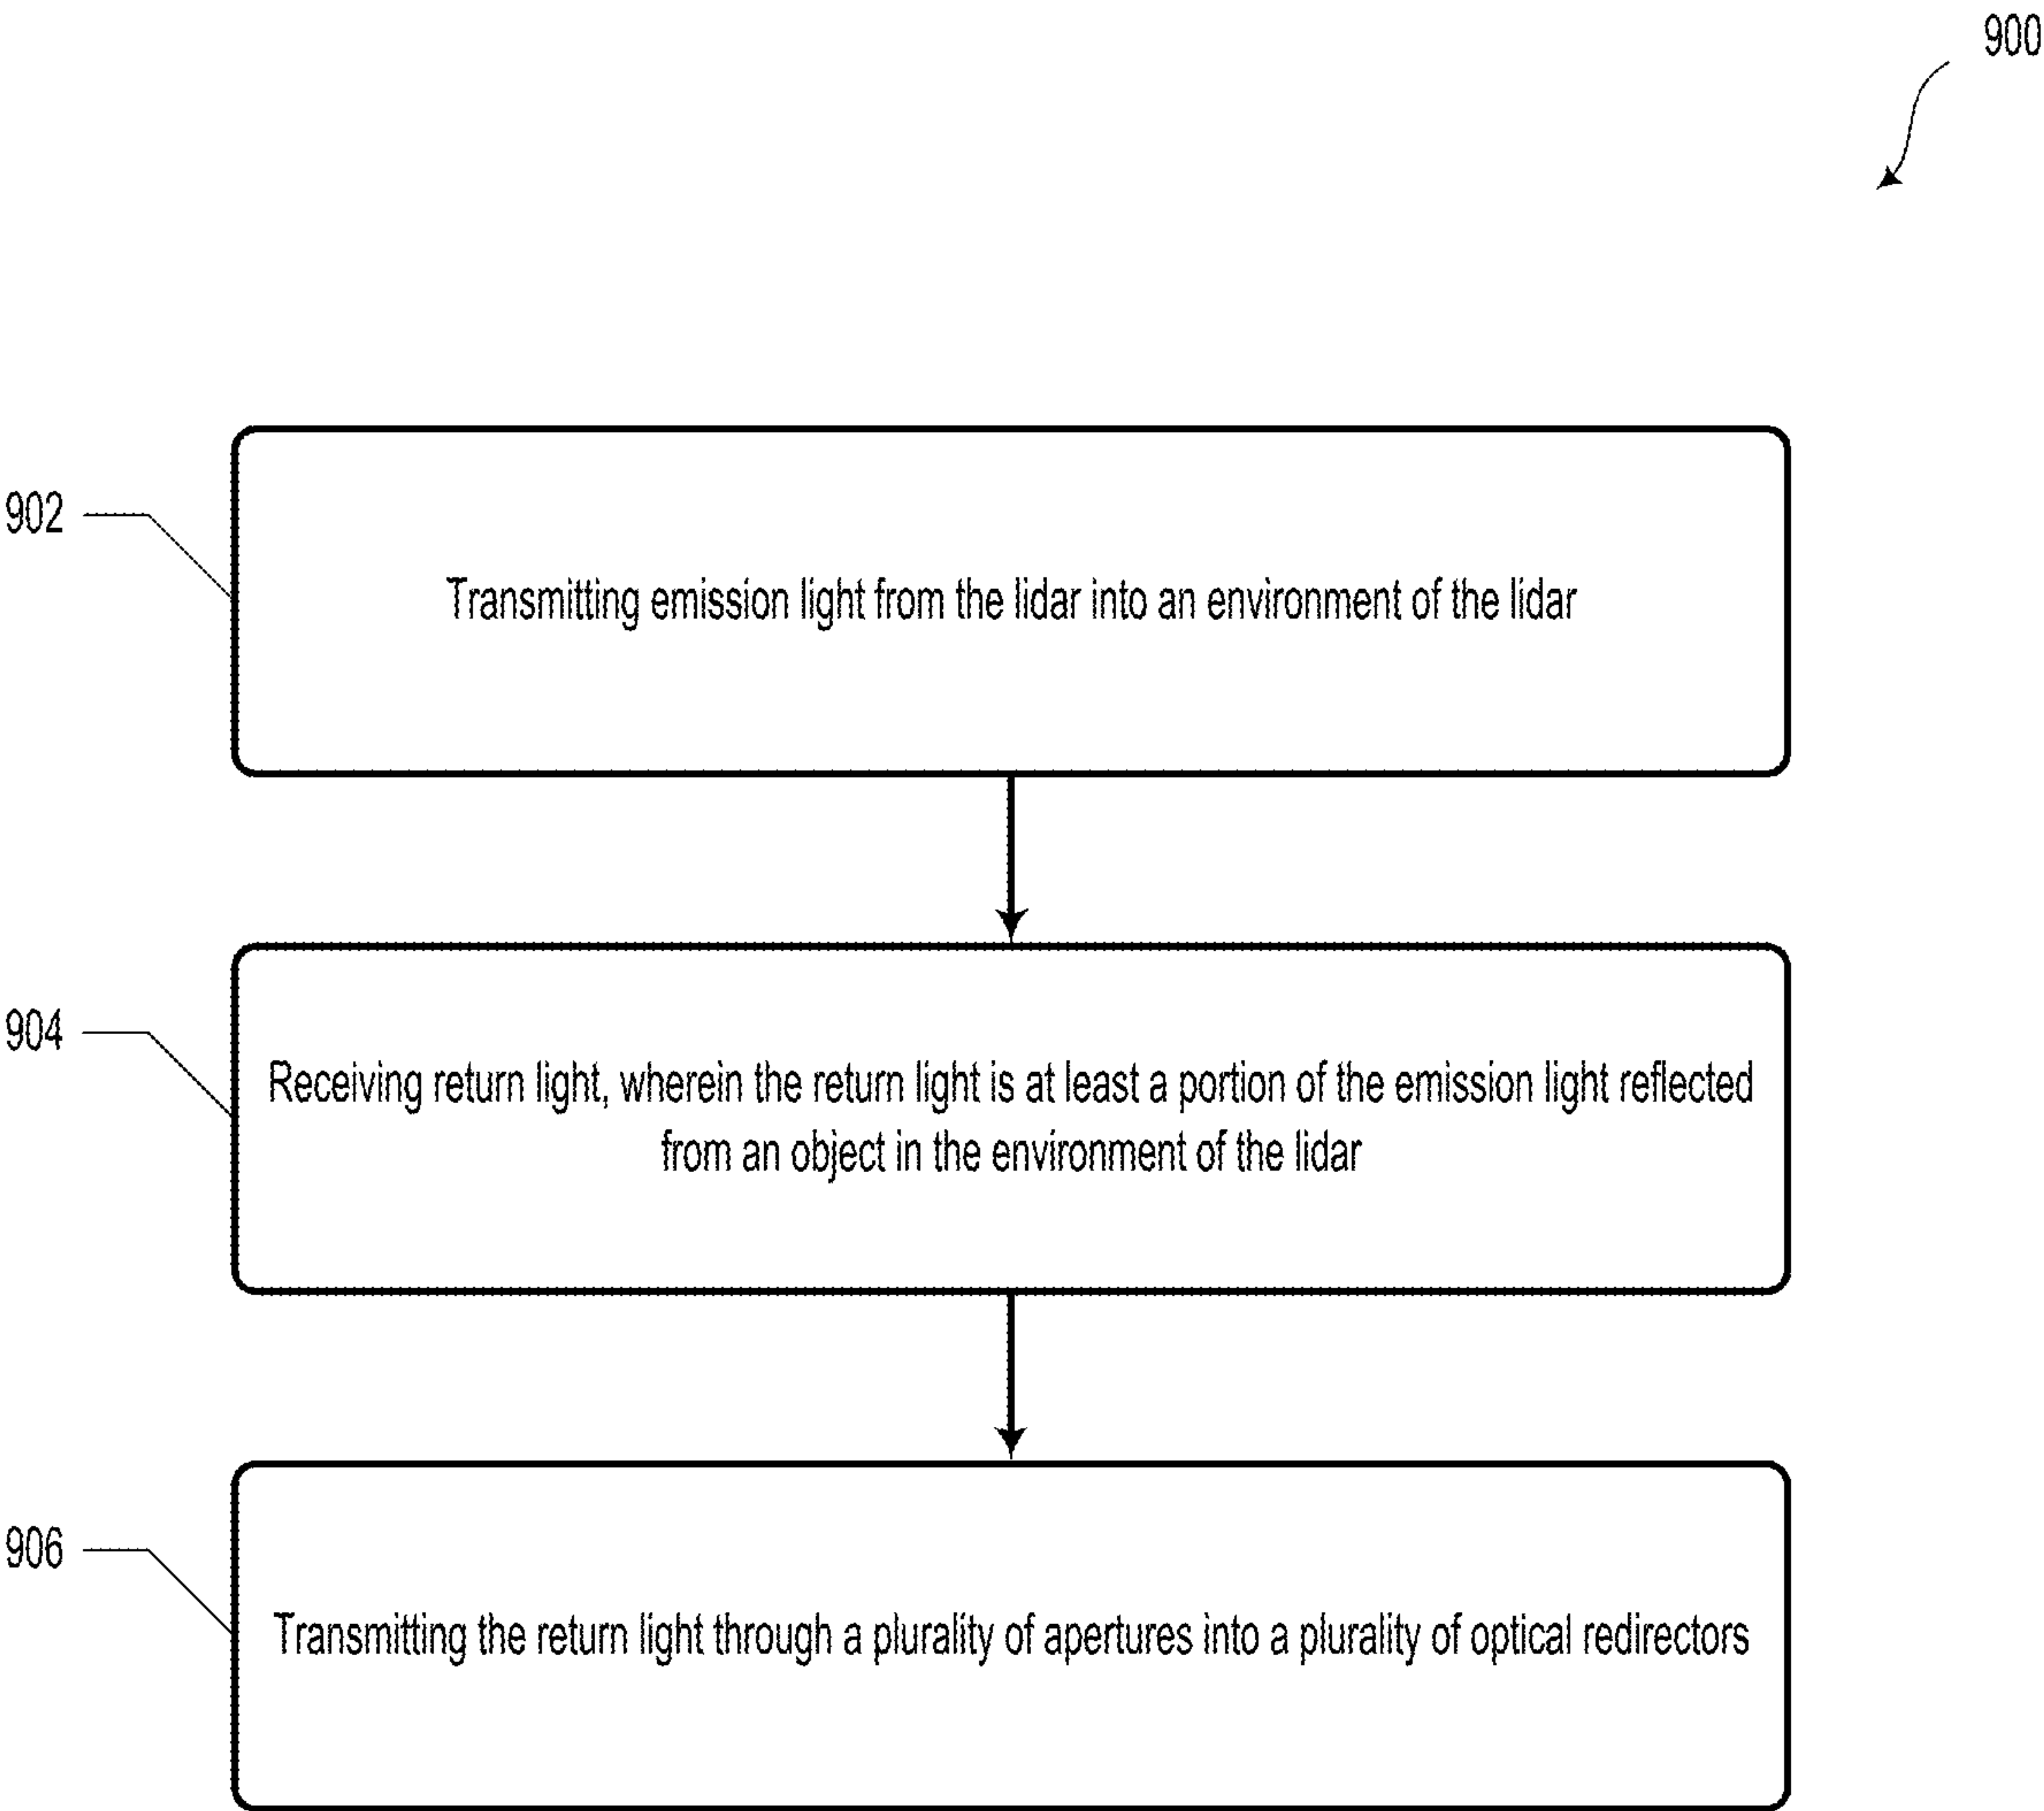 900
902
Transmitting emission light from the lidar into an environment of the lidar
904
Receiving return light, wherein the return light is at least a portion of the emission light reflected
from an object in the environment of the lidar
906
Transmitting the return light through a plurality of apertures into a plurality of optical redirectors